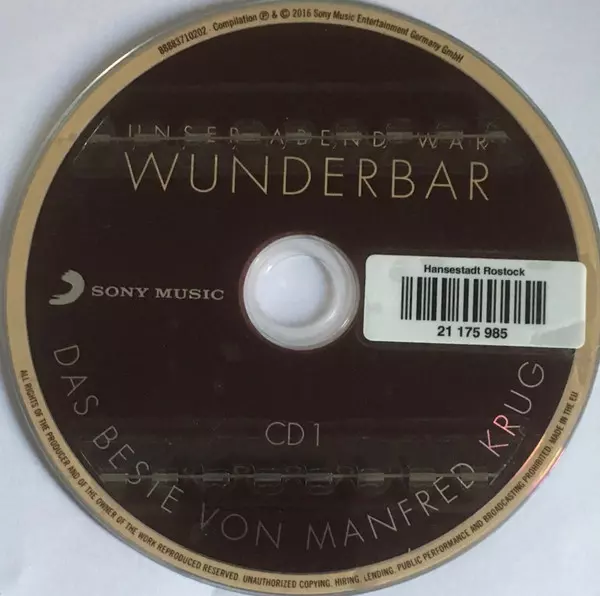 88883710202 · Compilation ℗ & © 2016 Sony Music Entertainment Germany GmbH
UNSER ABEND WAR
WUNDERBAR
SONY MUSIC
Hansestadt Rostock
21 175 985
CD 1
DAS BESTE VON MANFRED KRUG
ALL RIGHTS OF THE PRODUCER AND OF THE OWNER OF THE WORK REPRODUCED RESERVED. UNAUTHORIZED COPYING, HIRING, LENDING, PUBLIC PERFORMANCE AND BROADCASTING PROHIBITED. MADE IN THE EU